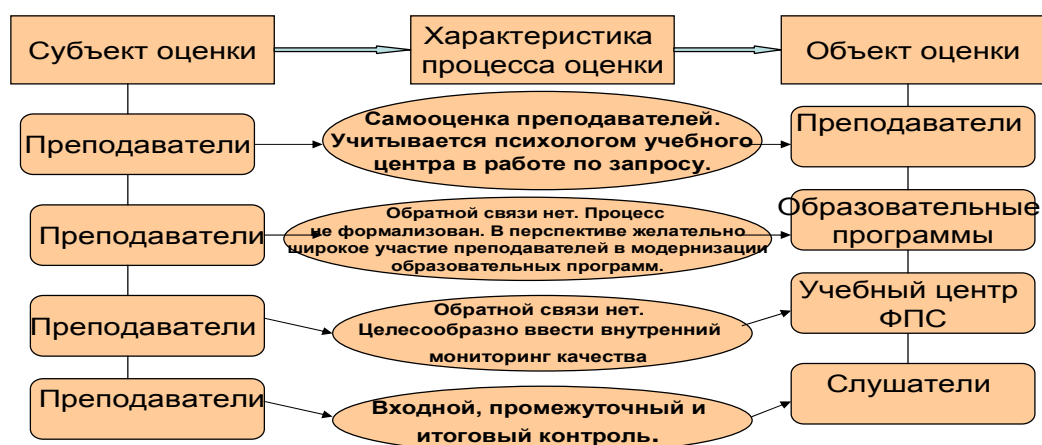 Субъект оценки
Характеристика
процесса оценки
Объект оценки
Преподаватели
Самооценка преподавателей.
Учитывается психологом учебного
центра в работе по запросу.
Преподаватели
Преподаватели
Обратной связи нет. Процесс
не формализован. В перспективе желательно
широкое участие преподавателей в модернизации
образовательных программ.
Образовательные
программы
Преподаватели
Обратной связи нет.
Целесообразно ввести внутренний
мониторинг качества
Учебный центр
ФПС
Преподаватели
Входной, промежуточный и
итоговый контроль.
Слушатели